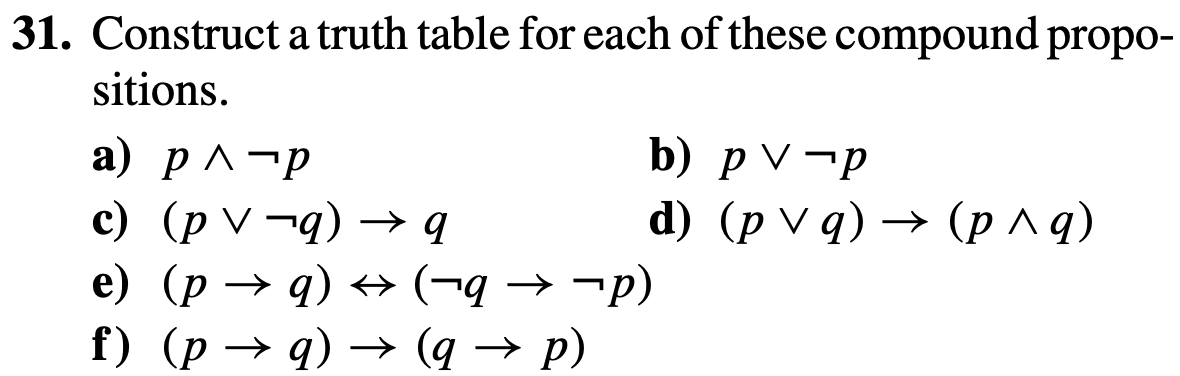 31. Construct a truth table for each of these compound propo-
sitions.
a) p ∧ ¬p b) p ∨ ¬p
c) (p ∨ ¬q) → q d) (p ∨ q) → (p ∧ q)
e) (p → q) ↔ (¬q → ¬p)
f) (p → q) → (q → p)